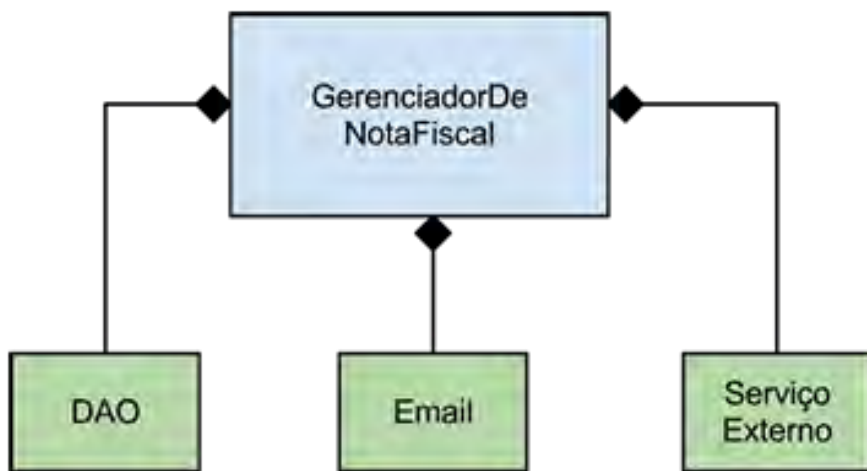 GerenciadorDe
NotaFiscal
DAO
Email
Serviço
Externo